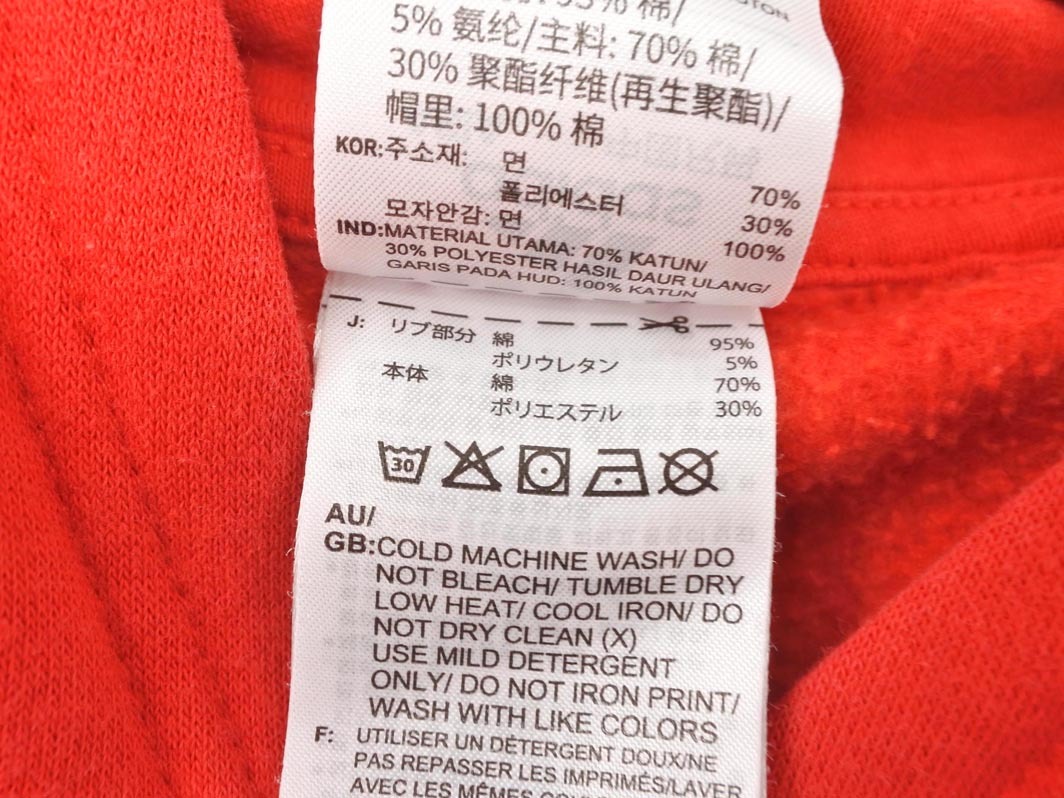 5% 氨纶/主料: 70% 棉/
30% 聚酯纤维(再生聚酯)/
帽里: 100% 棉
KOR:주소재: 면 70%
폴리에스터 30%
모자안감: 면 100%
IND:MATERIAL UTAMA: 70% KATUN/
30% POLYESTER HASIL DAUR ULANG/
GARIS PADA HUD: 100% KATUN
J: リブ部分 綿 95%
ポリウレタン 5%
本体 綿 70%
ポリエステル 30%
30
AU/
GB:COLD MACHINE WASH/ DO
NOT BLEACH/ TUMBLE DRY
LOW HEAT/ COOL IRON/ DO
NOT DRY CLEAN (X)
USE MILD DETERGENT
ONLY/ DO NOT IRON PRINT/
WASH WITH LIKE COLORS
F: UTILISER UN DÉTERGENT DOUX/NE
PAS REPASSER LES IMPRIMÉS/LAVER
AVEC LES MÊMES